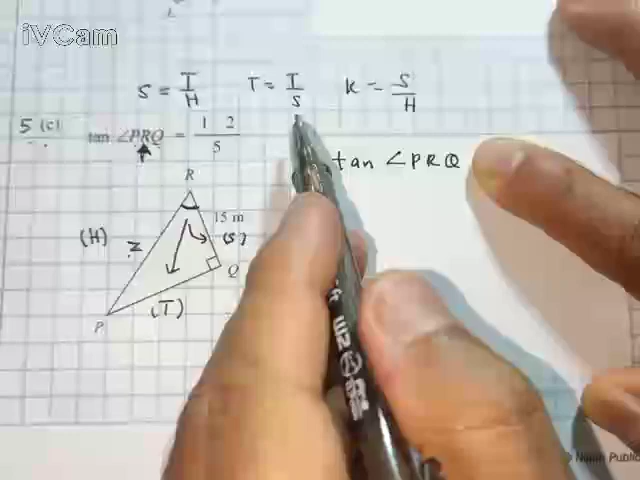 iVCam
S = T/H T = T/S K = S/H
5 (c) tan ∠PRQ = 12/5
tan ∠PRQ
R
15 m
(H) z (S)
Q
(T)
P